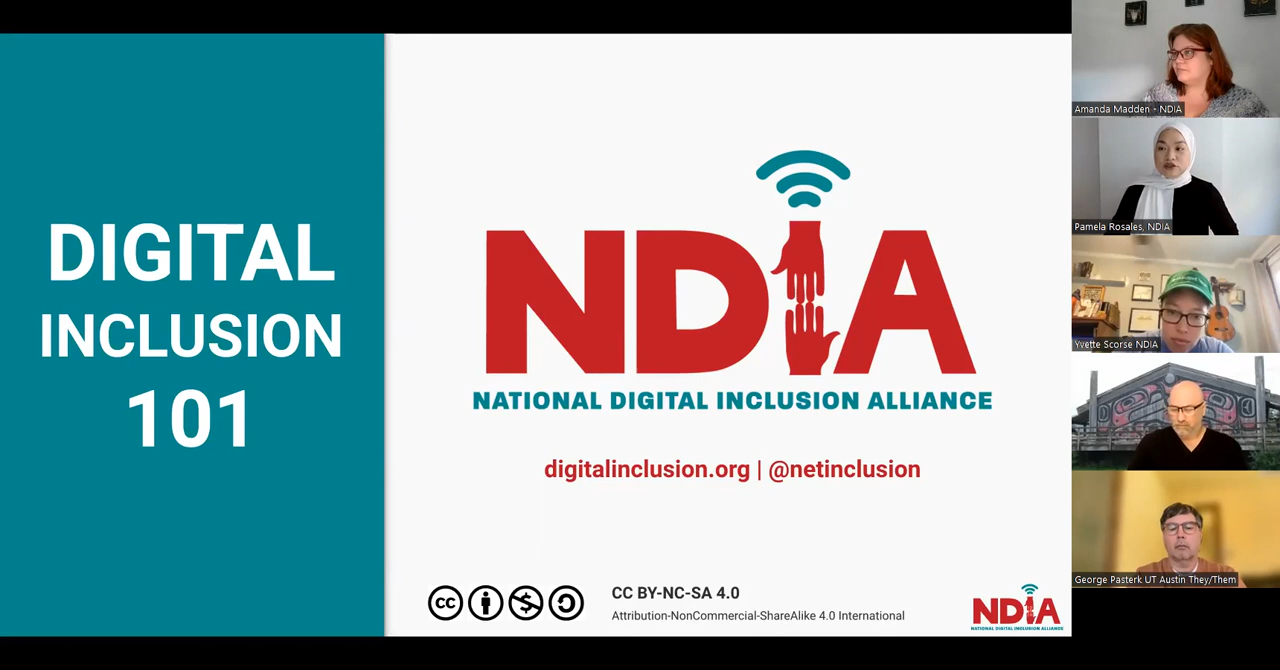 DIGITAL
INCLUSION
101
NDIA
NATIONAL DIGITAL INCLUSION ALLIANCE
digitalinclusion.org | @netinclusion
cc
CC BY-NC-SA 4.0
Attribution-NonCommercial-ShareAlike 4.0 International
NDIA
NATIONAL DIGITAL INCLUSION ALLIANCE
Amanda Madden - NDIA
Pamela Rosales, NDIA
Yvette Scorse NDIA
George Pasterk UT Austin They/Them